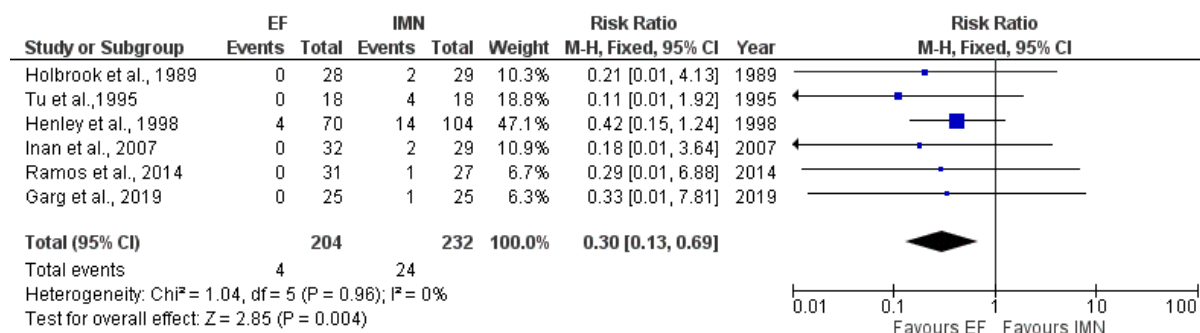 EF IMN Risk Ratio Risk Ratio
Study or Subgroup Events Total Events Total Weight M-H, Fixed, 95% CI Year M-H, Fixed, 95% CI
Holbrook et al., 1989 0 28 2 29 10.3% 0.21 [0.01, 4.13] 1989
Tu et al.,1995 0 18 4 18 18.8% 0.11 [0.01, 1.92] 1995
Henley et al., 1998 4 70 14 104 47.1% 0.42 [0.15, 1.24] 1998
Inan et al., 2007 0 32 2 29 10.9% 0.18 [0.01, 3.64] 2007
Ramos et al., 2014 0 31 1 27 6.7% 0.29 [0.01, 6.88] 2014
Garg et al., 2019 0 25 1 25 6.3% 0.33 [0.01, 7.81] 2019
Total (95% CI) 204 232 100.0% 0.30 [0.13, 0.69]
Total events 4 24
Heterogeneity: Chi² = 1.04, df = 5 (P = 0.96); I² = 0%
Test for overall effect: Z = 2.85 (P = 0.004)
0.01 0.1 1 10 100
Favours EF Favours IMN